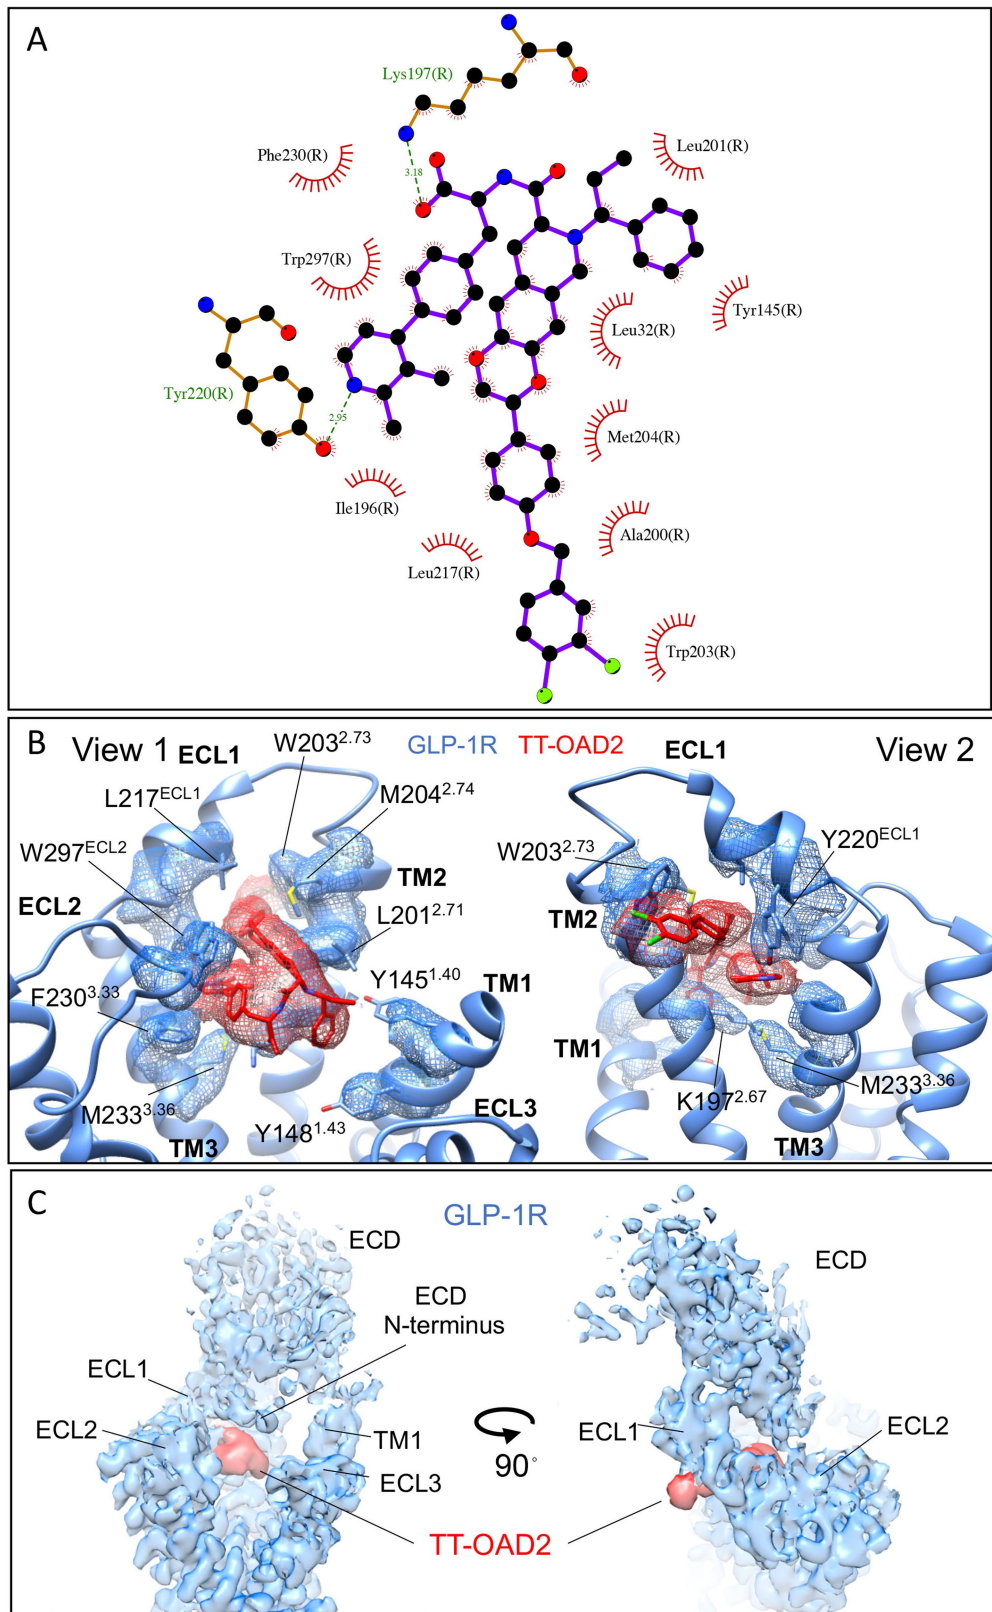 A
Lys197(R)
3.18
Phe230(R)
Leu201(R)
Trp297(R)
Leu32(R)
Tyr145(R)
Tyr220(R)
2.95
Met204(R)
Ile196(R)
Ala200(R)
Leu217(R)
Trp203(R)
B View 1 ECL1 W203^2.73 GLP-1R TT-OAD2 ECL1 View 2
L217^ECL1
M204^2.74
W297^ECL2
W203^2.73
Y220^ECL1
ECL2
TM2
L201^2.71
TM2
F230^3.33
Y145^1.40
TM1
TM1
M233^3.36
K197^2.67
M233^3.36
Y148^1.43
ECL3
TM3
TM3
C
GLP-1R
ECD
ECD
ECD
N-terminus
ECL1
ECL2
TM1
ECL3
90°
ECL1
ECL2
TT-OAD2